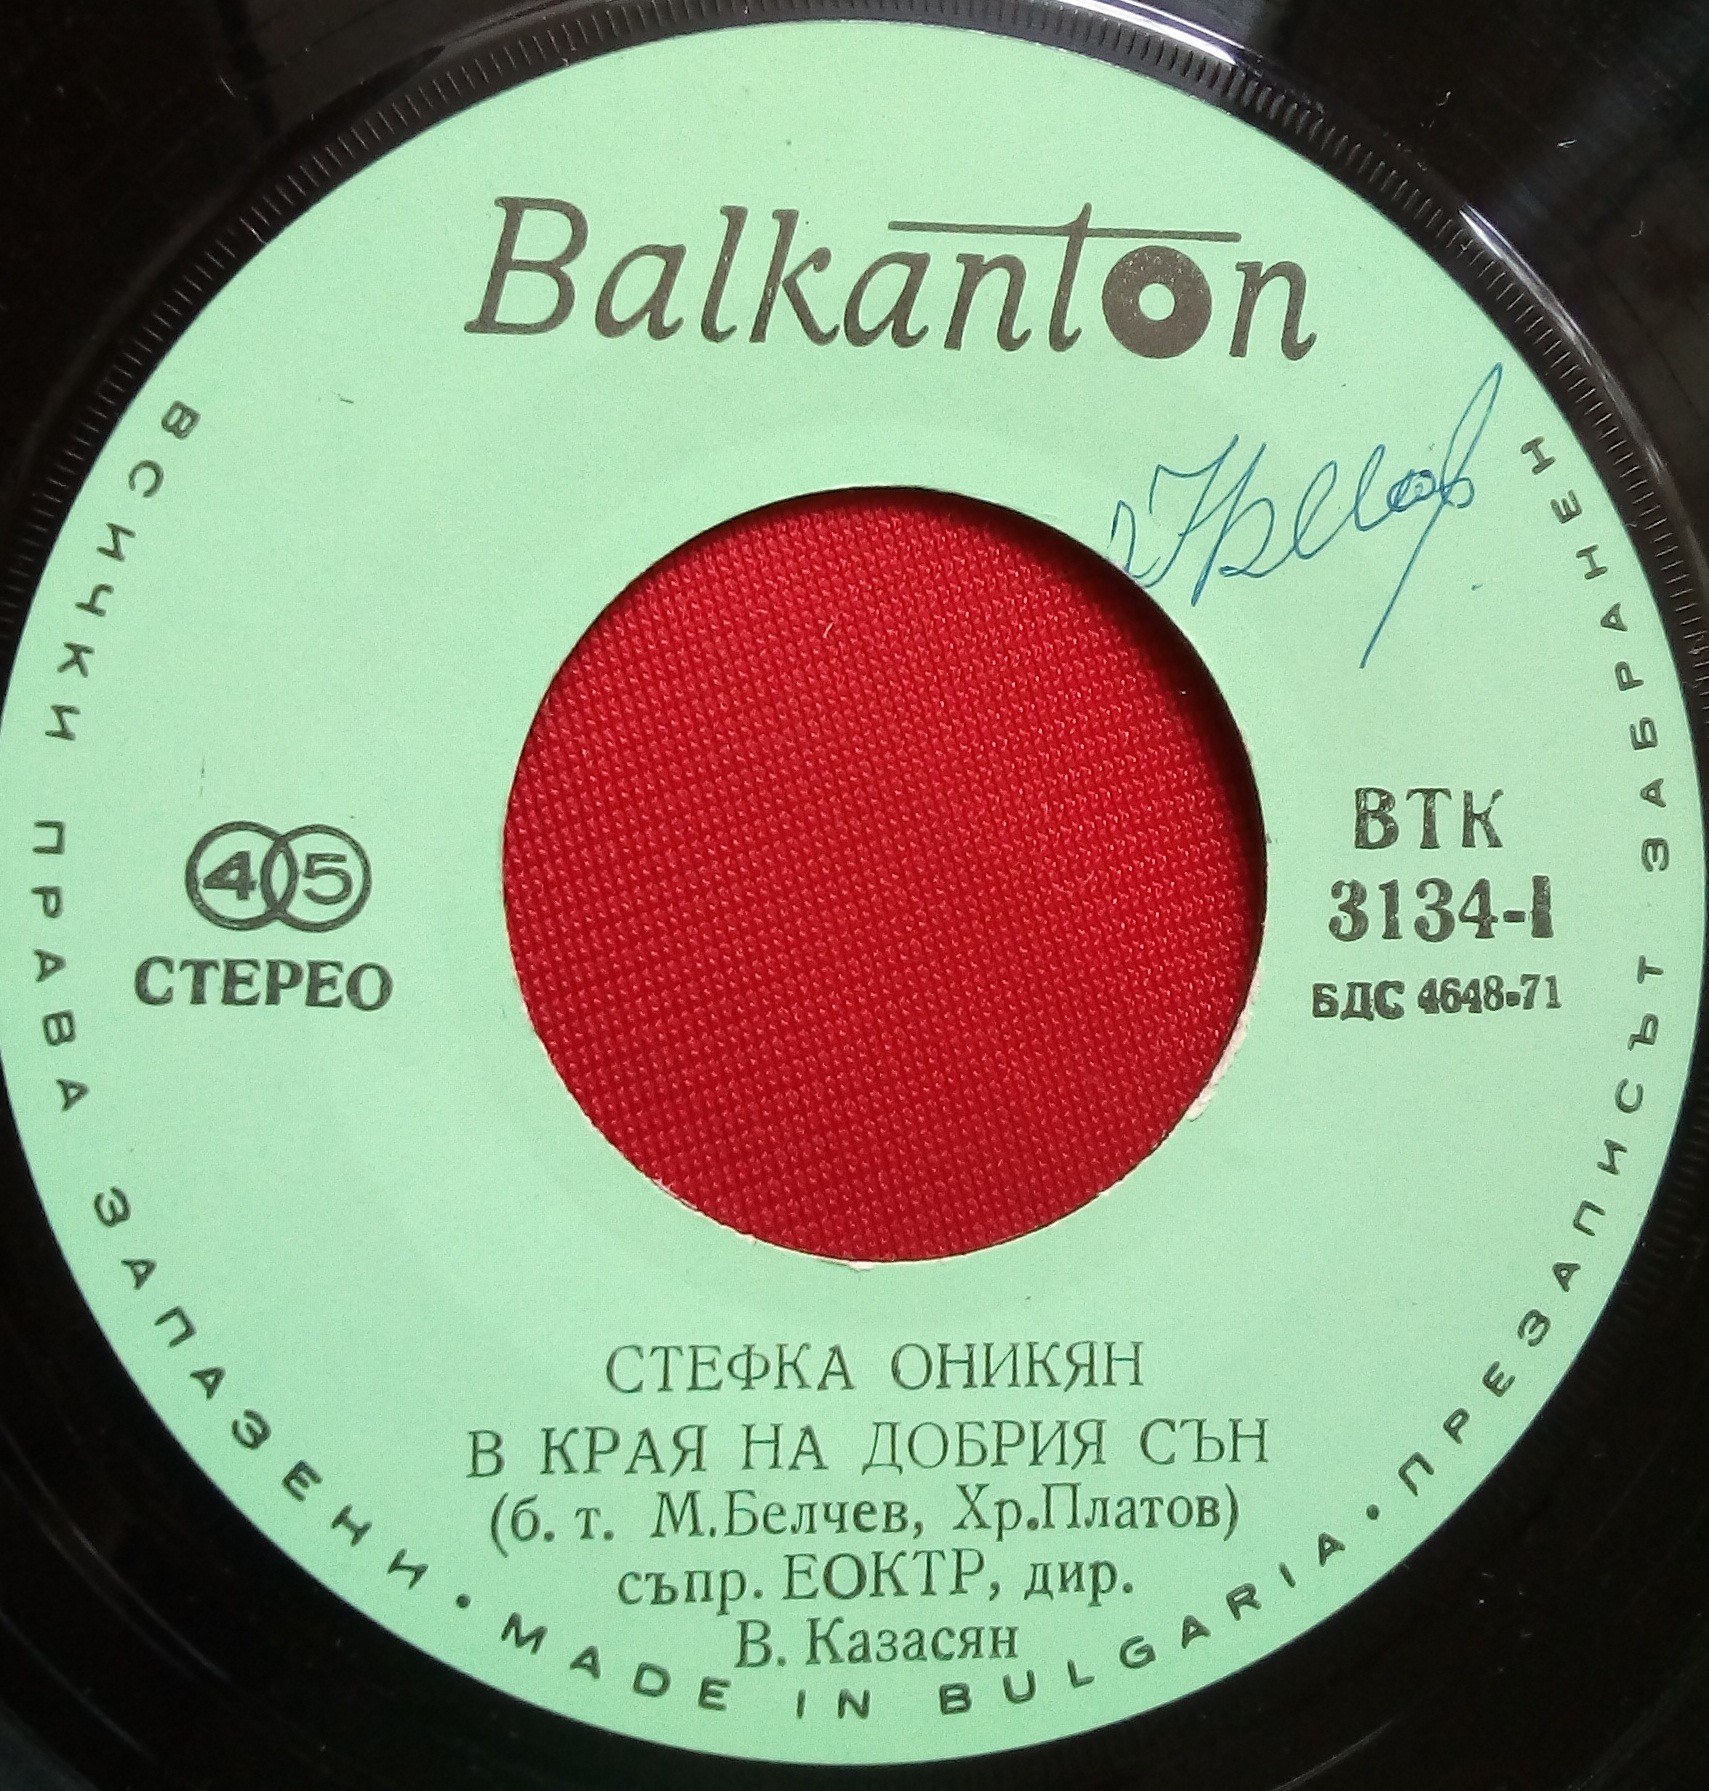 Balkanton
45
СТЕРЕО
ВТК
3134-I
БДС 4648-71
СТЕФКА ОНИКЯН
В КРАЯ НА ДОБРИЯ СЪН
(б. т. М.Белчев, Хр.Платов)
съпр. ЕОКТР, дир.
В. Казасян
ВСИЧКИ ПРАВА ЗАПАЗЕНИ • MADE IN BULGARIA • ПРЕЗАПИСЪТ ЗАБРАНЕН